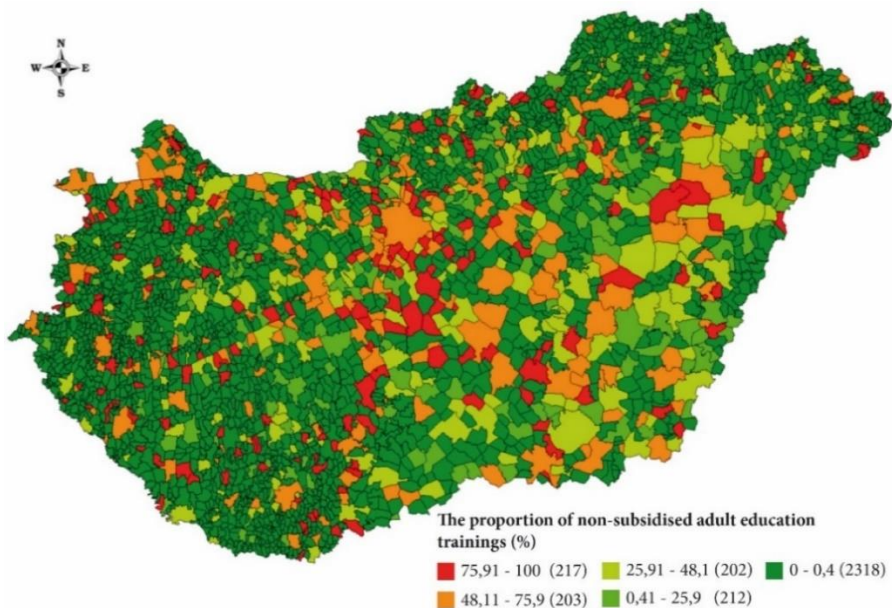 N
W E
S
The proportion of non-subsidised adult education
trainings (%)
75,91 - 100 (217) 25,91 - 48,1 (202) 0 - 0,4 (2318)
48,11 - 75,9 (203) 0,41 - 25,9 (212)